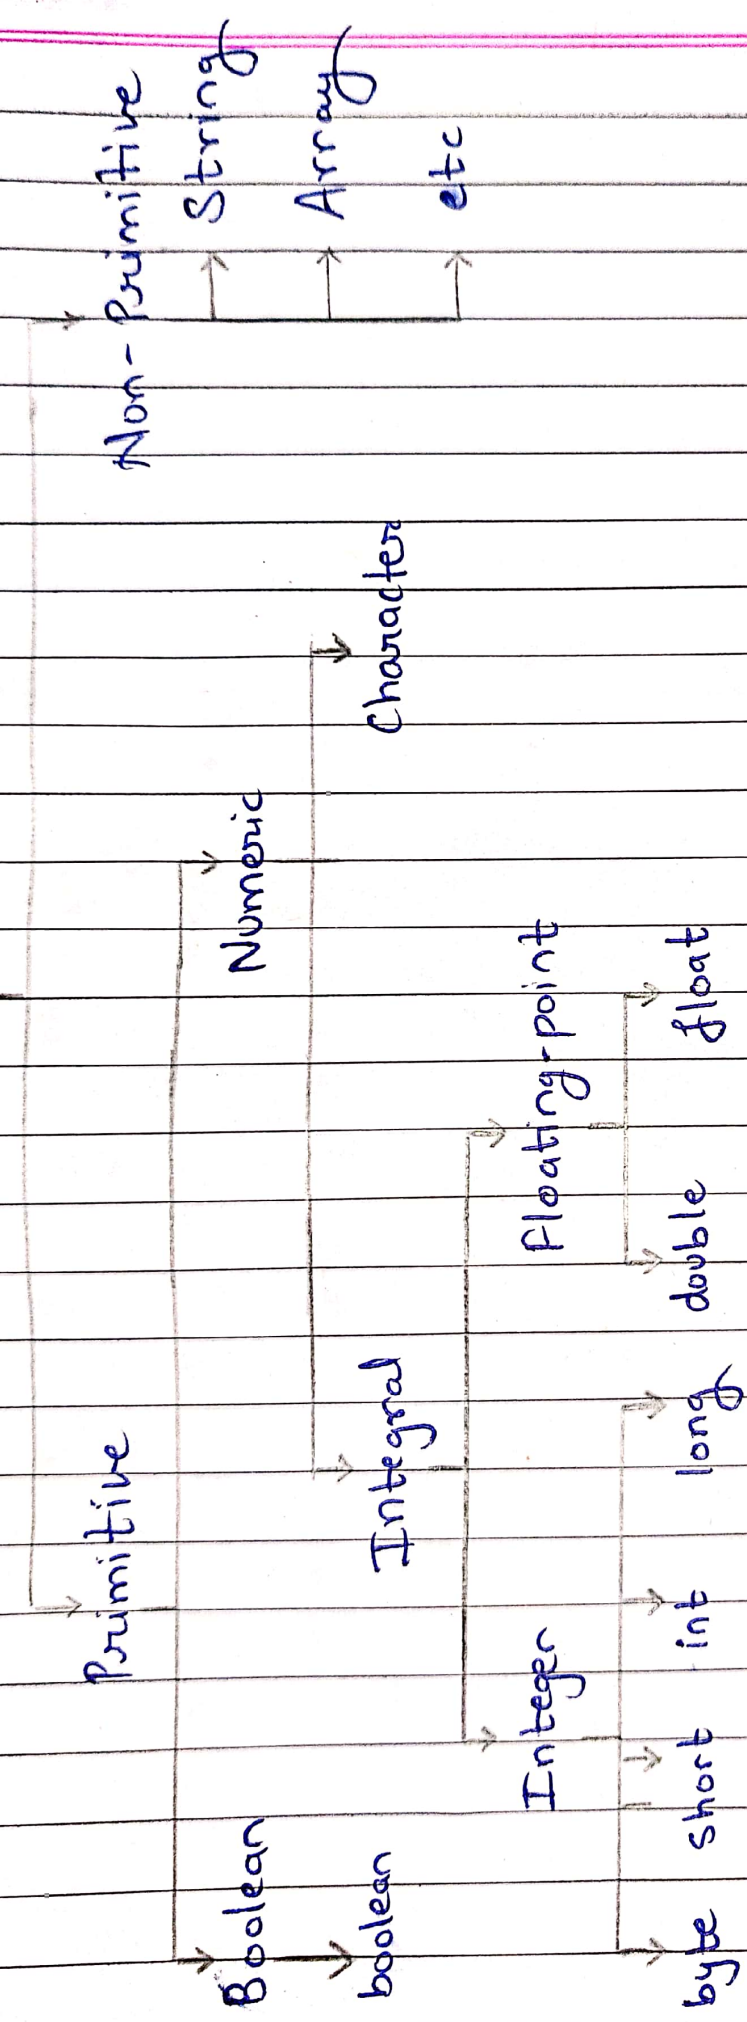 Primitive
Non-Primitive
Boolean
Numeric
String
boolean
Integral
Character
Array
Integer
Floating-point
etc
byte
short
int
long
double
float